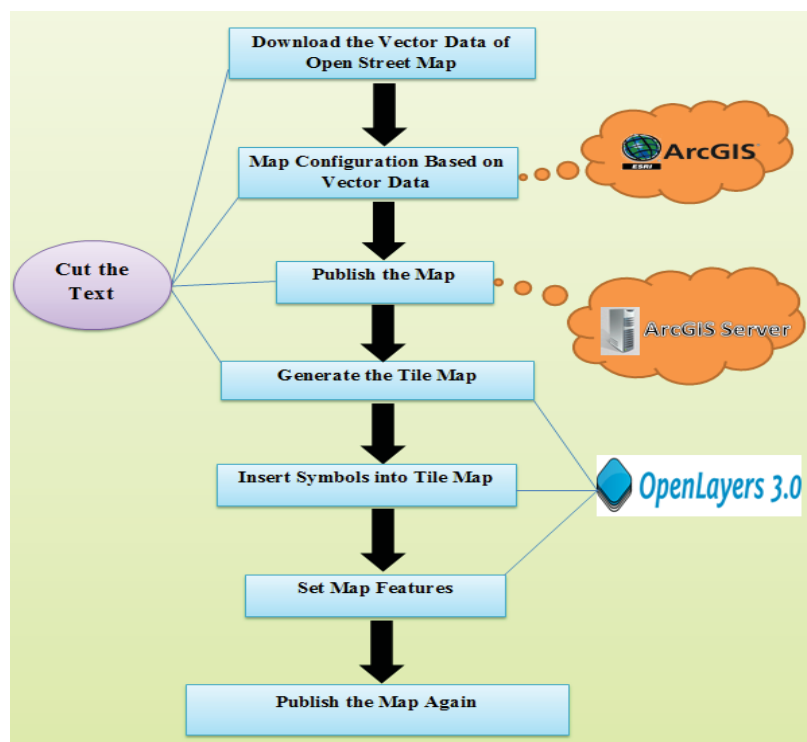 Download the Vector Data of
Open Street Map
Map Configuration Based on
Vector Data
ArcGIS
ESRI
Cut the
Text
Publish the Map
ArcGIS Server
Generate the Tile Map
Insert Symbols into Tile Map
OpenLayers 3.0
Set Map Features
Publish the Map Again